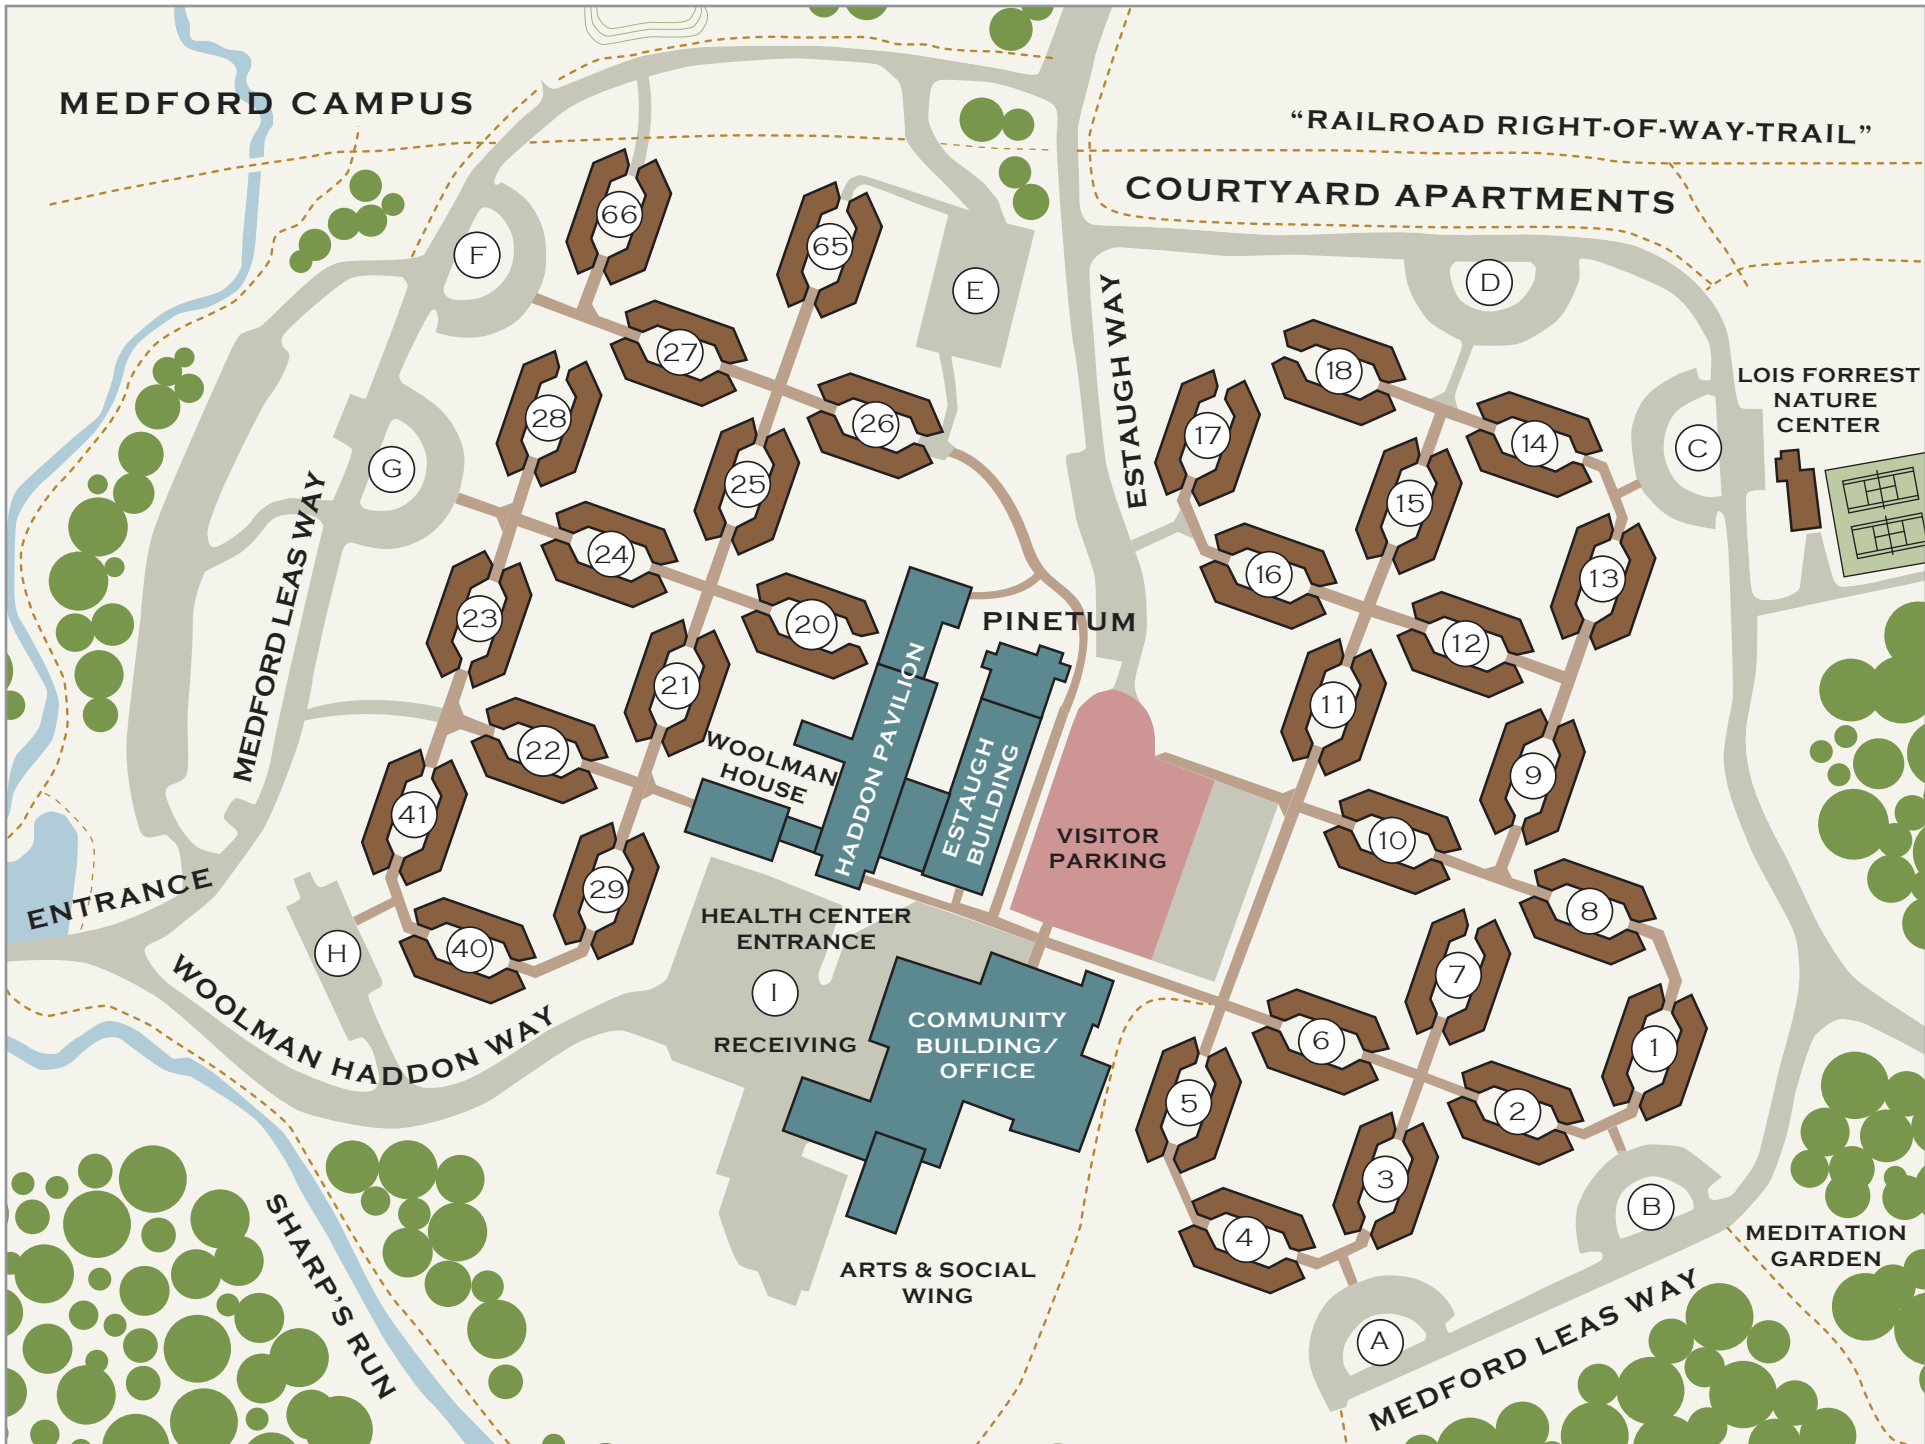 MEDFORD CAMPUS
“RAILROAD RIGHT-OF-WAY-TRAIL”
COURTYARD APARTMENTS
66
65
F
E
D
27
18
26
28
17
14
C
LOIS FORREST
NATURE
CENTER
G
25
15
ESTAUGH WAY
24
16
13
MEDFORD LEAS WAY
23
20
PINETUM
12
21
11
HADDON PAVILION
22
WOOLMAN
HOUSE
ESTAUGH
BUILDING
9
41
VISITOR
PARKING
10
ENTRANCE
29
HEALTH CENTER
ENTRANCE
8
H
40
7
I
WOOLMAN HADDON WAY
RECEIVING
COMMUNITY
BUILDING/
OFFICE
6
1
5
2
3
B
4
MEDITATION
GARDEN
SHARP'S RUN
ARTS & SOCIAL
WING
A
MEDFORD LEAS WAY